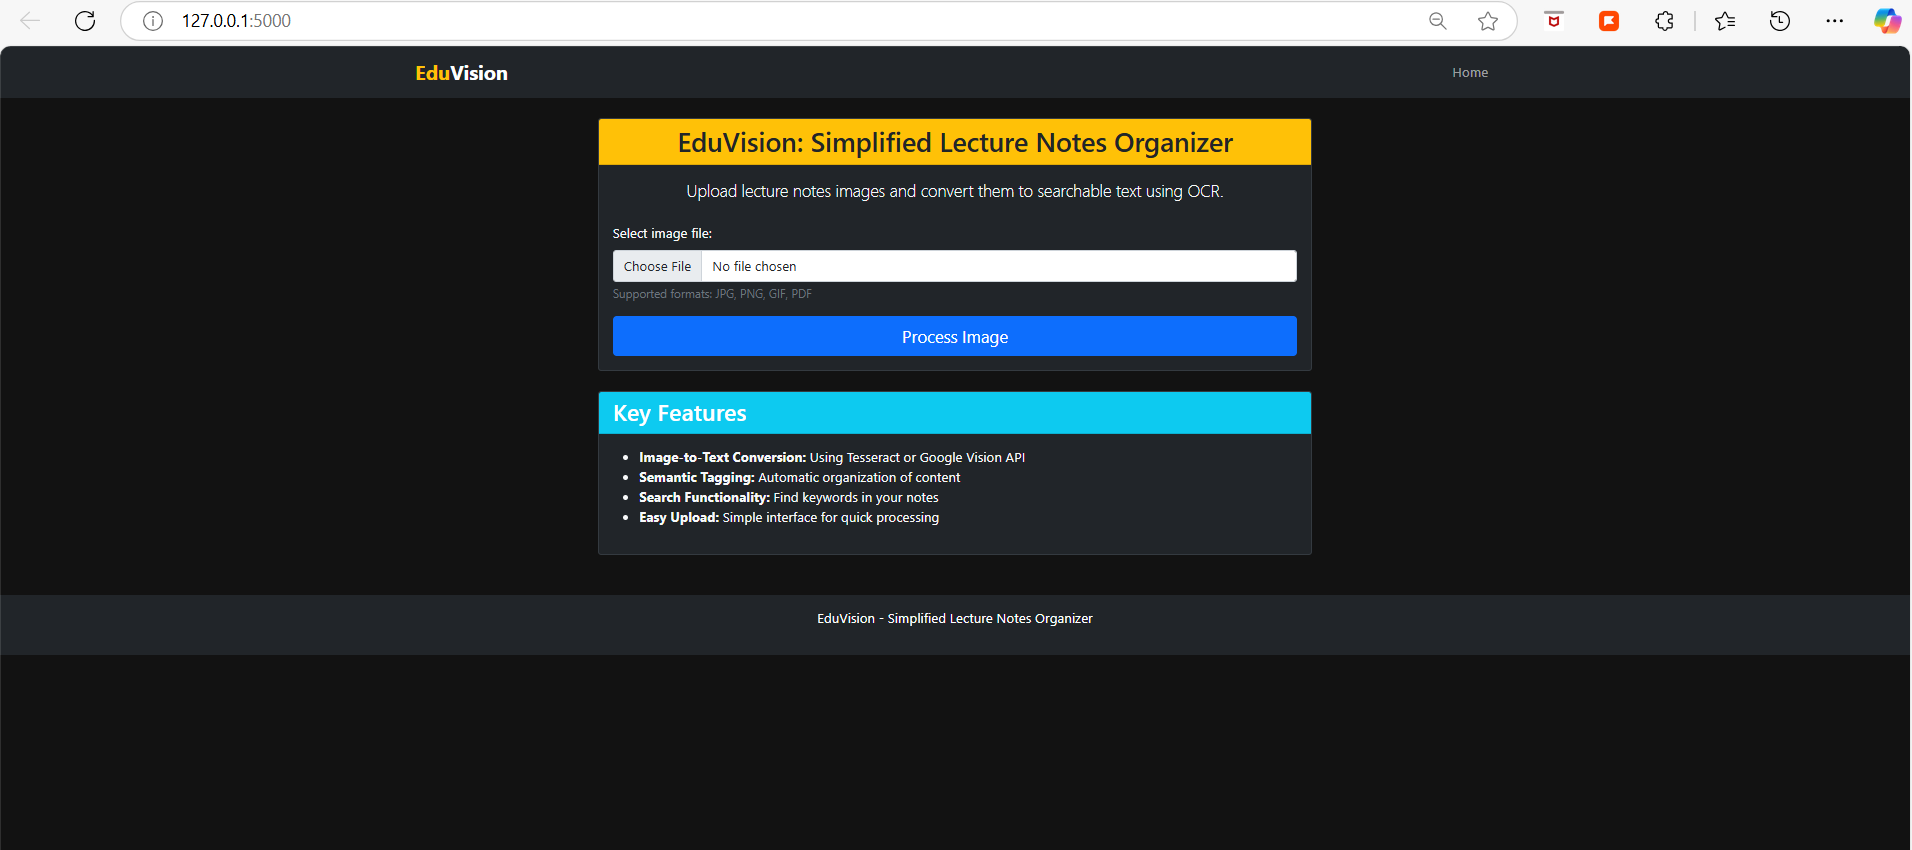 127.0.0.1:5000
EduVision
Home
EduVision: Simplified Lecture Notes Organizer
Upload lecture notes images and convert them to searchable text using OCR.
Select image file:
Choose File No file chosen
Supported formats: JPG, PNG, GIF, PDF
Process Image
Key Features
Image-to-Text Conversion: Using Tesseract or Google Vision API
Semantic Tagging: Automatic organization of content
Search Functionality: Find keywords in your notes
Easy Upload: Simple interface for quick processing
EduVision - Simplified Lecture Notes Organizer